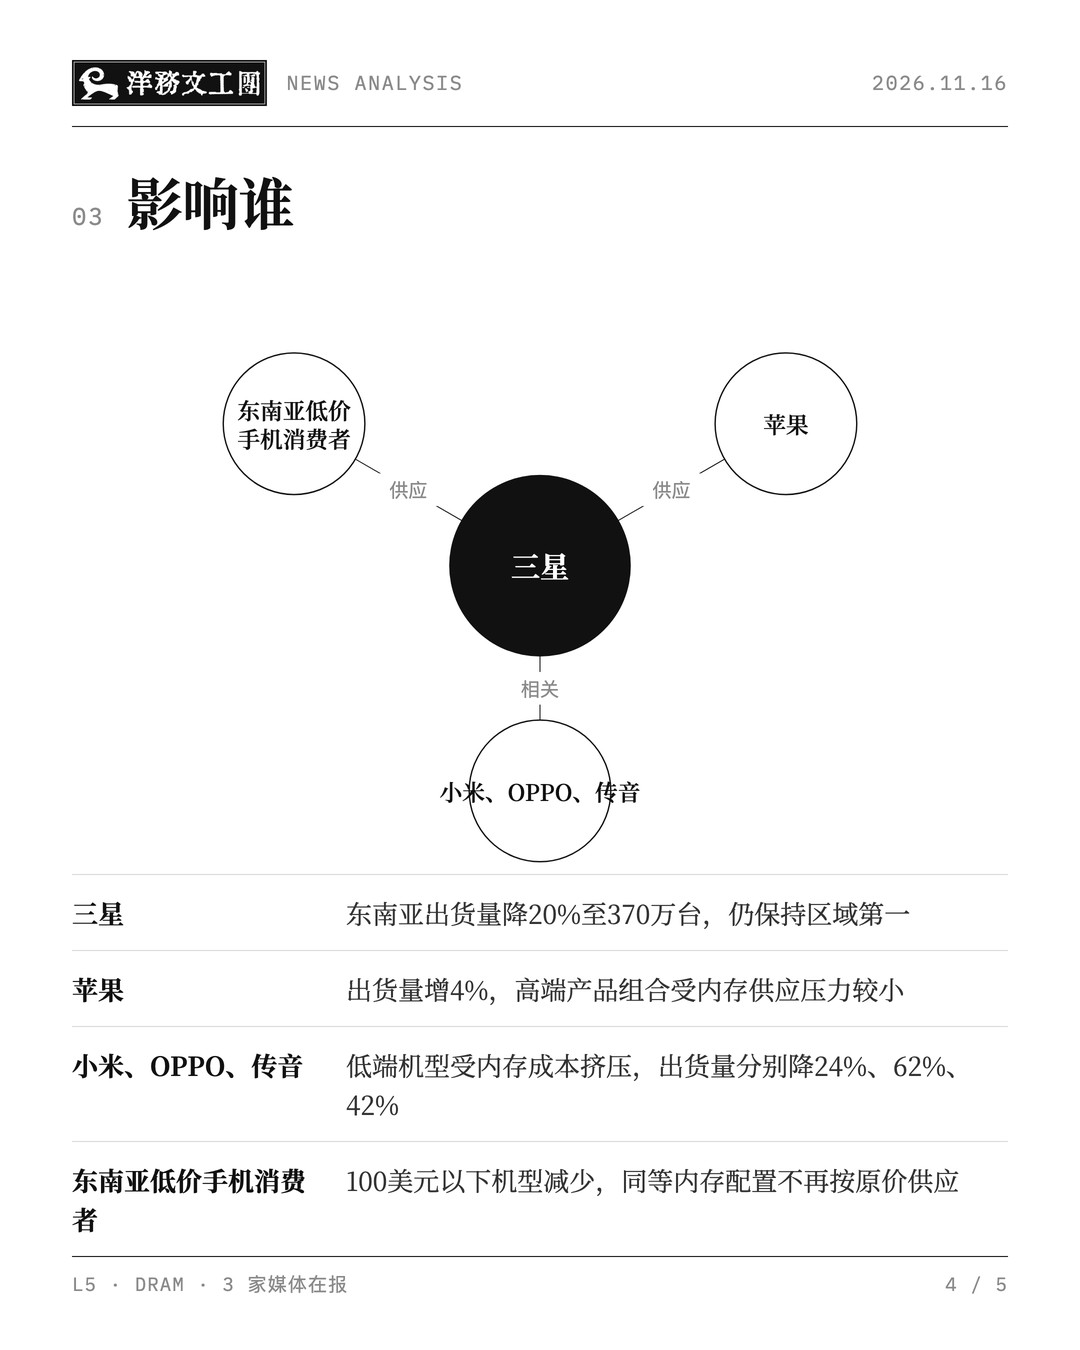 洋務文工團 NEWS ANALYSIS 2026.11.16
03 影响谁
东南亚低价
手机消费者
苹果
供应
供应
三星
相关
小米、OPPO、传音
三星 东南亚出货量降20%至370万台，仍保持区域第一
苹果 出货量增4%，高端产品组合受内存供应压力较小
小米、OPPO、传音 低端机型受内存成本挤压，出货量分别降24%、62%、
42%
东南亚低价手机消费 100美元以下机型减少，同等内存配置不再按原价供应
者
L5 · DRAM · 3 家媒体在报 4 / 5